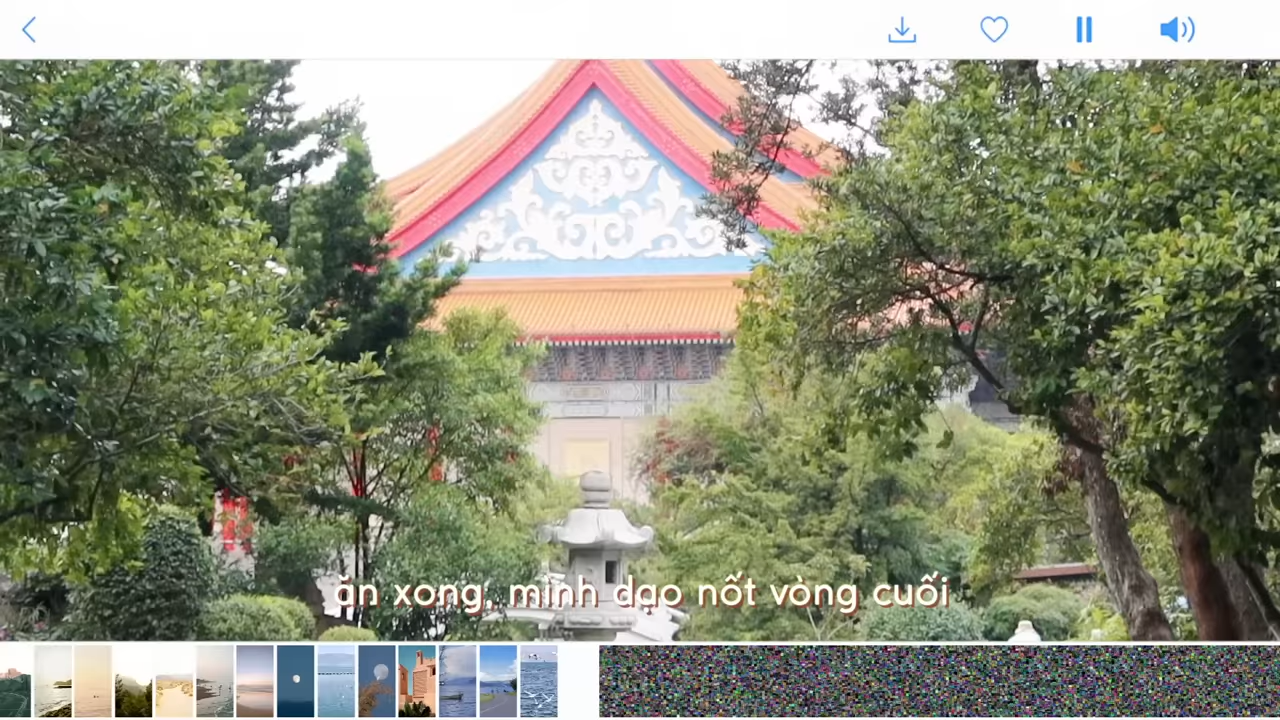 ăn xong, mình dạo nốt vòng cuối